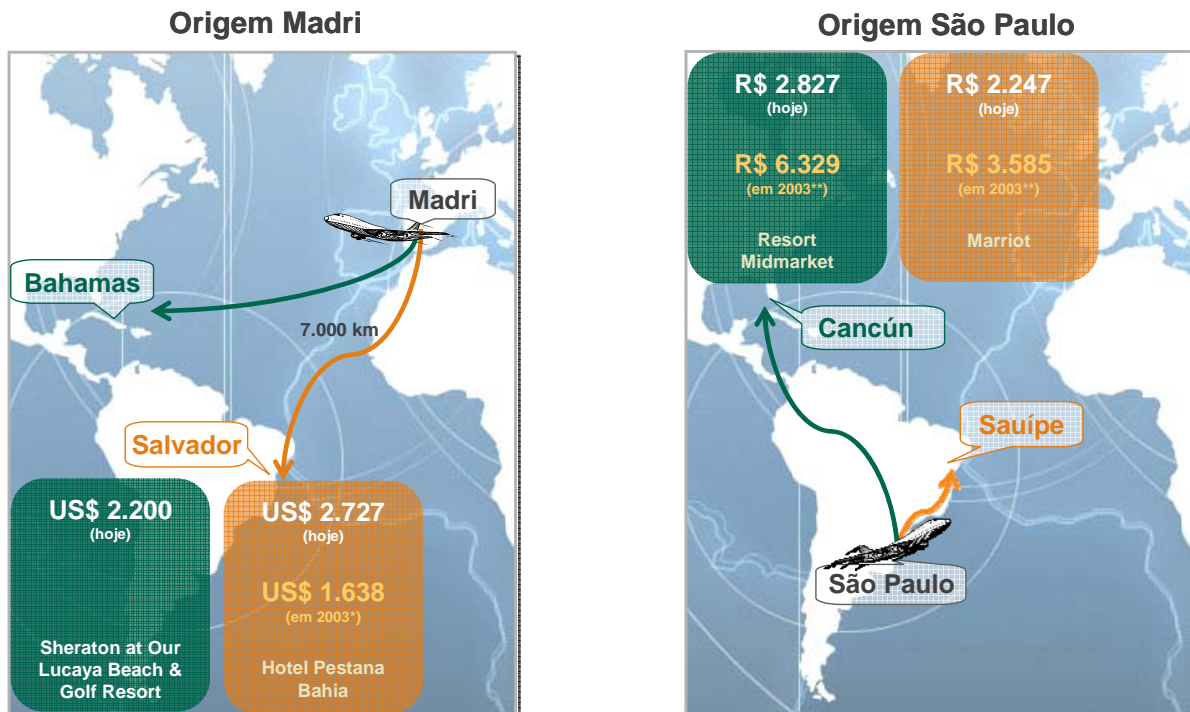 Origem Madri
Madri
Bahamas
7.000 km
Salvador
US$ 2.200
(hoje)
Sheraton at Our
Lucaya Beach &
Golf Resort
US$ 2.727
(hoje)
US$ 1.638
(em 2003*)
Hotel Pestana
Bahia
Origem São Paulo
R$ 2.827
(hoje)
R$ 6.329
(em 2003**)
Resort
Midmarket
R$ 2.247
(hoje)
R$ 3.585
(em 2003**)
Marriot
Cancún
Sauípe
São Paulo